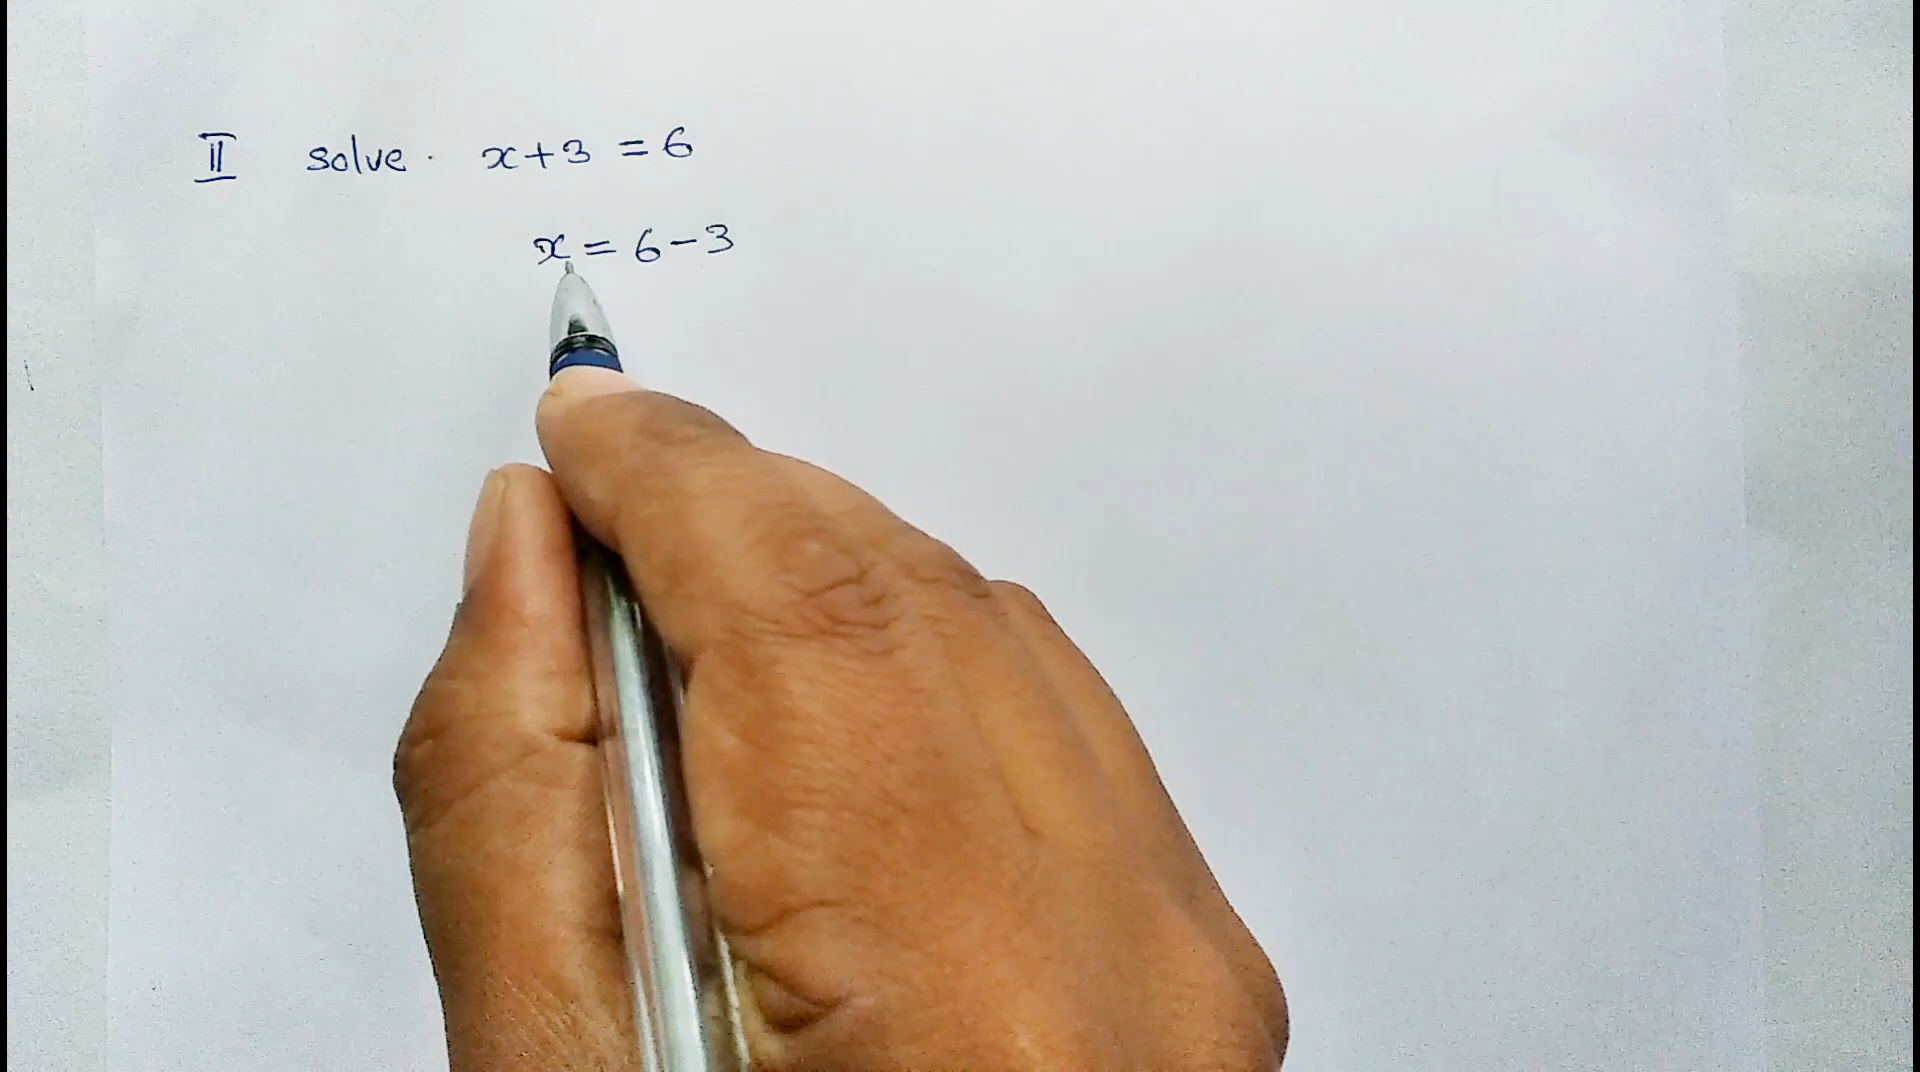 II solve. x+3 = 6
x = 6-3